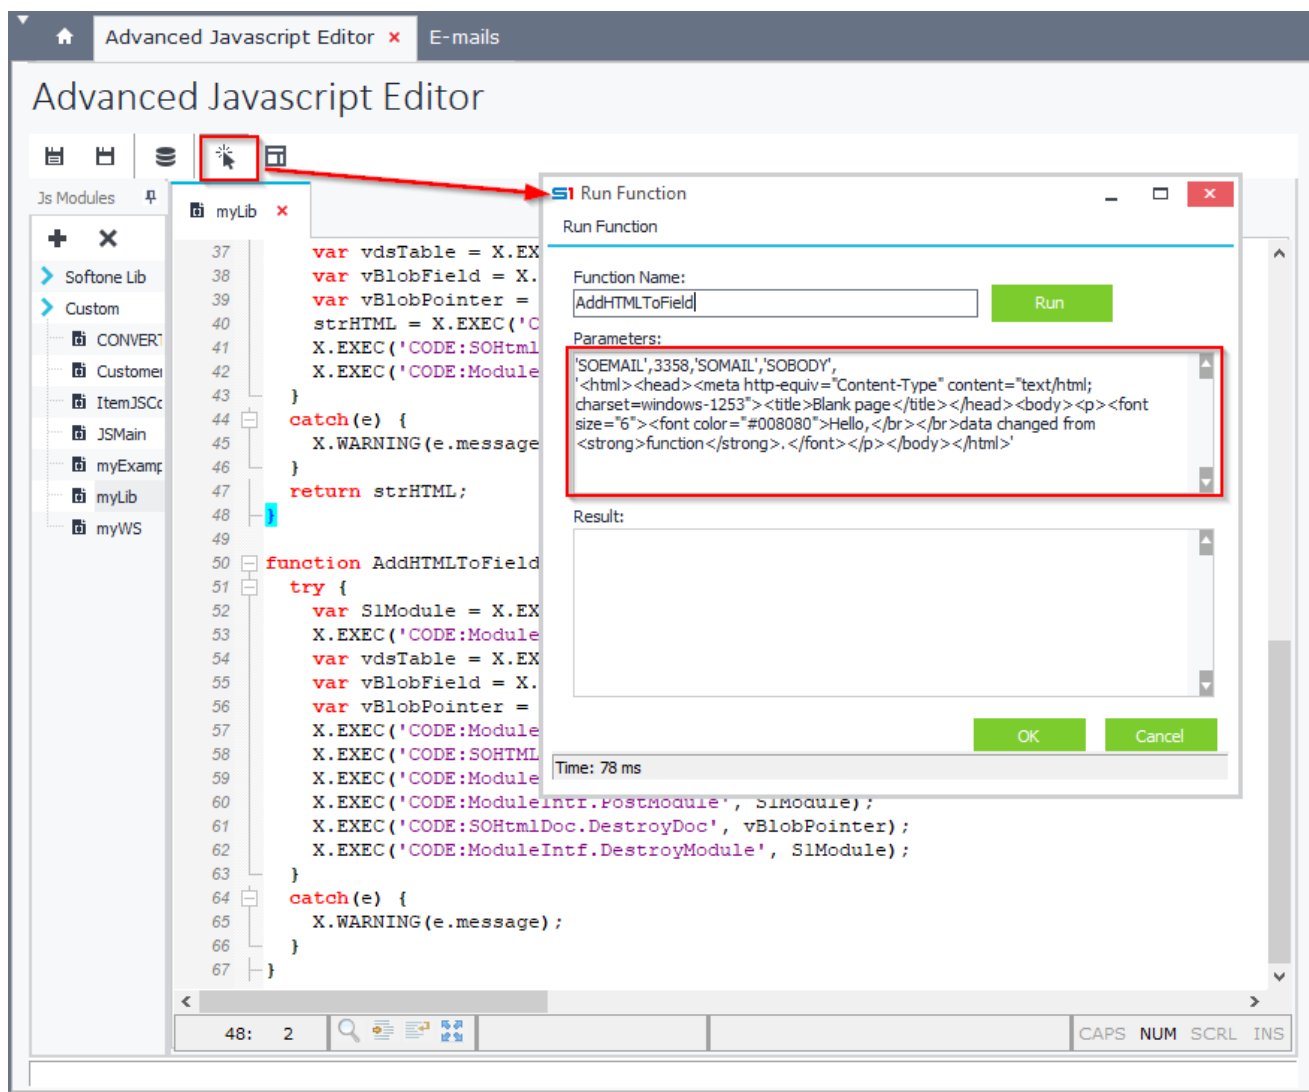 Advanced Javascript Editor
E-mails
Advanced Javascript Editor
Js Modules
myLib
Softone Lib
Custom
CONVERT
Customer
ItemJSCo
JSMain
myExamp
myLib
myWS
37 var vdsTable = X.EX
38 var vBlobField = X.
39 var vBlobPointer =
40 strHTML = X.EXEC('C
41 X.EXEC('CODE:SOHtml
42 X.EXEC('CODE:Module
43 }
44 catch(e) {
45 X.WARNING(e.message
46 }
47 return strHTML;
48 }
49
50 function AddHTMLToField
51 try {
52 var S1Module = X.EX
53 X.EXEC('CODE:Module
54 var vdsTable = X.EX
55 var vBlobField = X.
56 var vBlobPointer =
57 X.EXEC('CODE:Module
58 X.EXEC('CODE:SOHTML
59 X.EXEC('CODE:Module
60 X.EXEC('CODE:ModuleIntf.PostModule', S1Module);
61 X.EXEC('CODE:SOHtmlDoc.DestroyDoc', vBlobPointer);
62 X.EXEC('CODE:ModuleIntf.DestroyModule', S1Module);
63 }
64 catch(e) {
65 X.WARNING(e.message);
66 }
67 }
S1 Run Function
Run Function
Function Name:
AddHTMLToField
Run
Parameters:
'SOEMAIL',3358,'SOMAIL','SOBODY',
'<html><head><meta http-equiv="Content-Type" content="text/html;
charset=windows-1253"><title>Blank page</title></head><body><p><font
size="6"><font color="#008080">Hello,</br></br>data changed from
<strong>function</strong>.</font></p></body></html>'
Result:
OK
Cancel
Time: 78 ms
48: 2
CAPS NUM SCRL INS